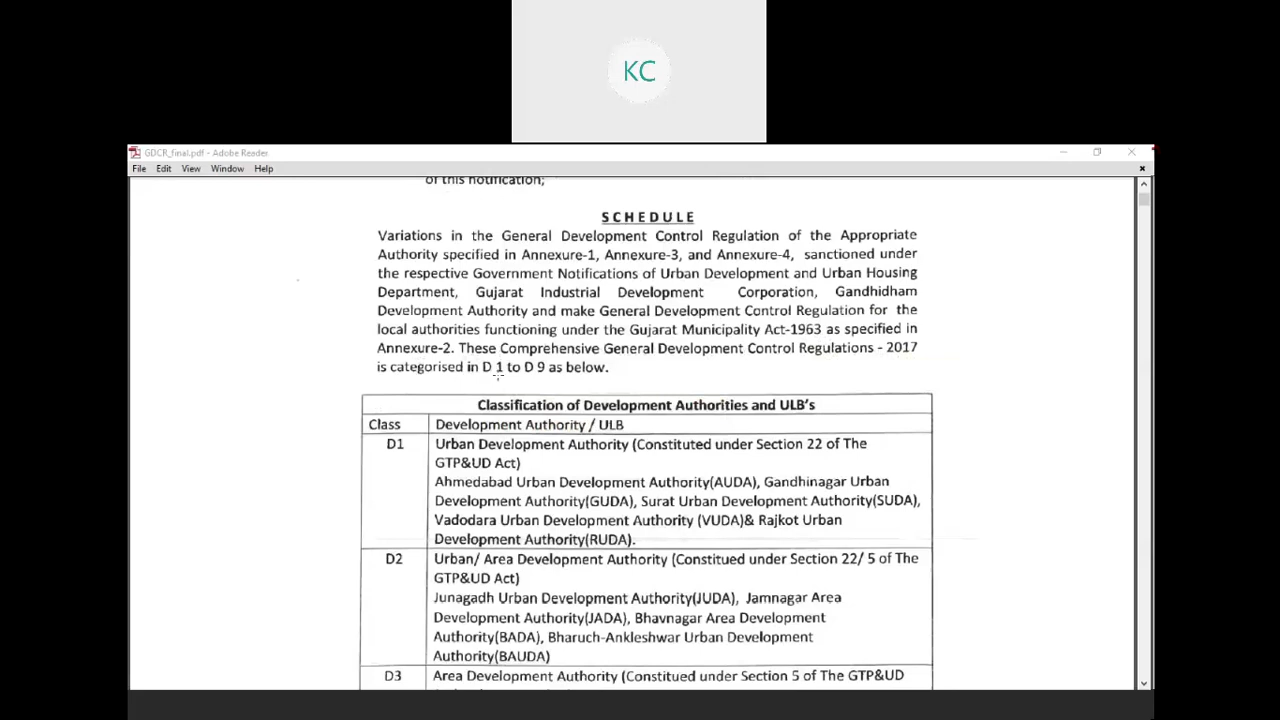 KC
GDCR_final.pdf - Adobe Reader
File Edit View Window Help
of this notification;
SCHEDULE
Variations in the General Development Control Regulation of the Appropriate
Authority specified in Annexure-1, Annexure-3, and Annexure-4, sanctioned under
the respective Government Notifications of Urban Development and Urban Housing
Department, Gujarat Industrial Development Corporation, Gandhidham
Development Authority and make General Development Control Regulation for the
local authorities functioning under the Gujarat Municipality Act-1963 as specified in
Annexure-2. These Comprehensive General Development Control Regulations - 2017
is categorised in D 1 to D 9 as below.
Classification of Development Authorities and ULB's
Class Development Authority / ULB
D1 Urban Development Authority (Constituted under Section 22 of The
GTP&UD Act)
Ahmedabad Urban Development Authority(AUDA), Gandhinagar Urban
Development Authority(GUDA), Surat Urban Development Authority(SUDA),
Vadodara Urban Development Authority (VUDA)& Rajkot Urban
Development Authority(RUDA).
D2 Urban/ Area Development Authority (Constitued under Section 22/ 5 of The
GTP&UD Act)
Junagadh Urban Development Authority(JUDA), Jamnagar Area
Development Authority(JADA), Bhavnagar Area Development
Authority(BADA), Bharuch-Ankleshwar Urban Development
Authority(BAUDA)
D3 Area Development Authority (Constitued under Section 5 of The GTP&UD